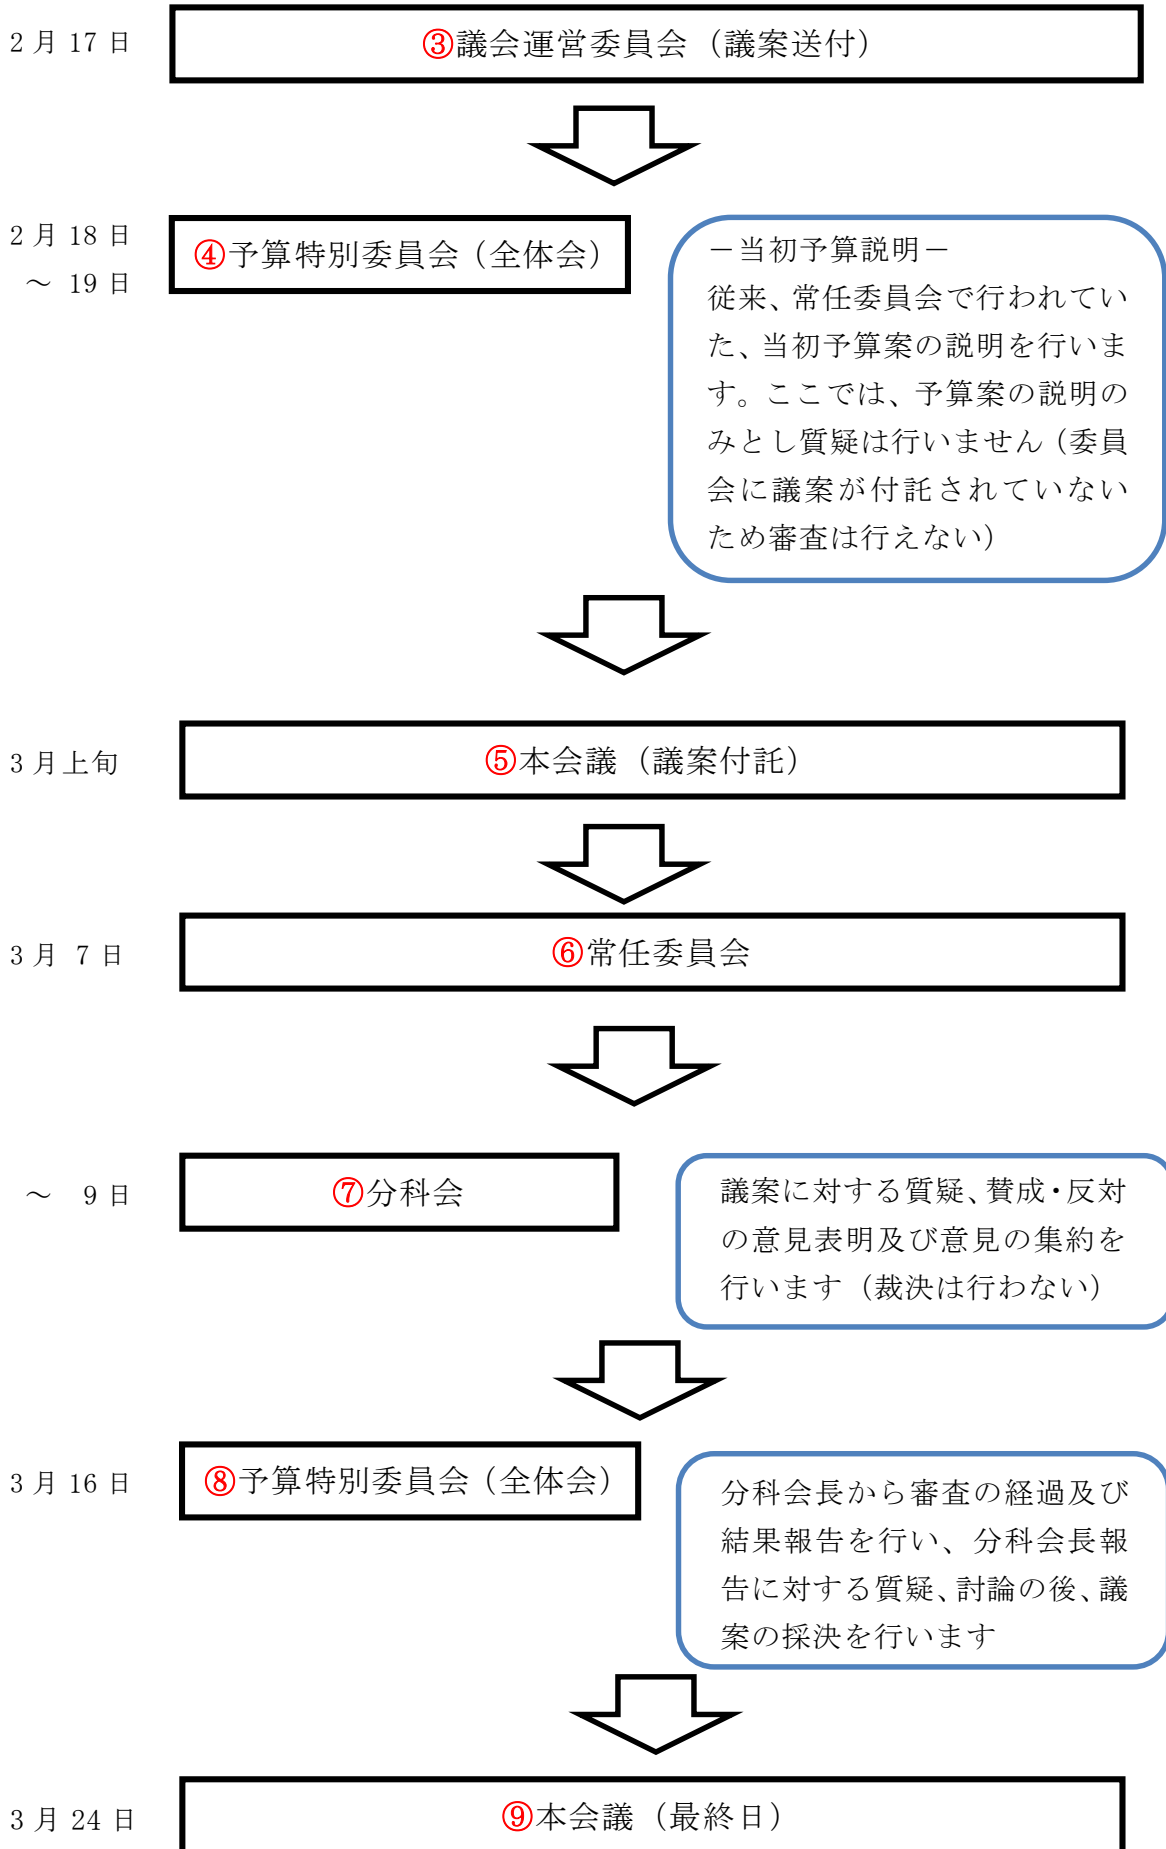 2月17日
③議会運営委員会（議案送付）
2月18日
～ 19日
④予算特別委員会（全体会）
－当初予算説明－
従来、常任委員会で行われてい
た、当初予算案の説明を行いま
す。ここでは、予算案の説明の
みとし質疑は行いません（委員
会に議案が付託されていない
ため審査は行えない）
3月上旬
⑤本会議（議案付託）
3月 7日
⑥常任委員会
～ 9日
⑦分科会
議案に対する質疑、賛成・反対
の意見表明及び意見の集約を
行います（裁決は行わない）
3月16日
⑧予算特別委員会（全体会）
分科会長から審査の経過及び
結果報告を行い、分科会長報
告に対する質疑、討論の後、議
案の採決を行います
3月24日
⑨本会議（最終日）